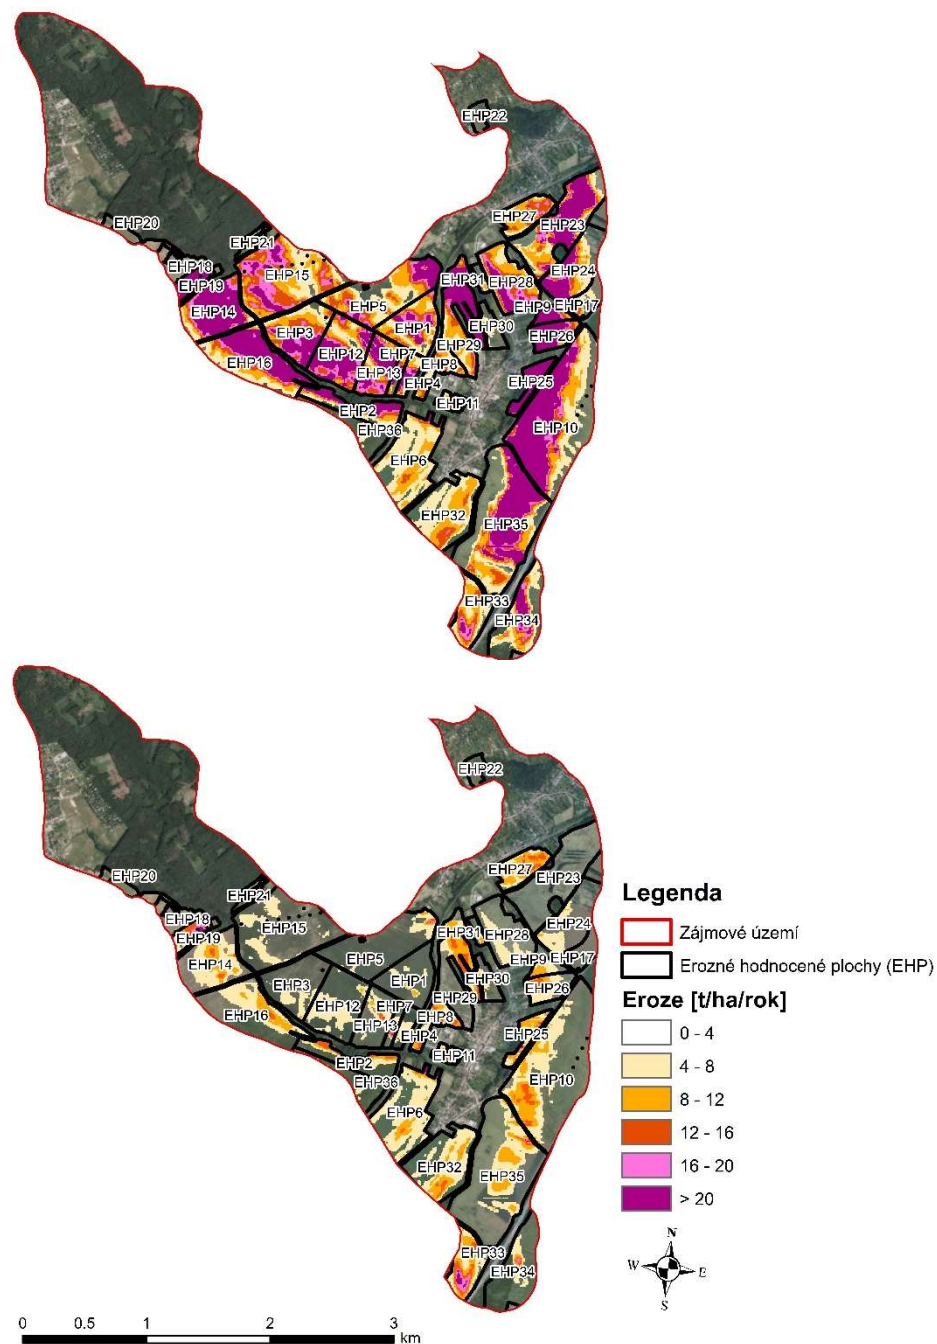 EHP22
EHP20
EHP21
EHP27
EHP23
EHP18
EHP19
EHP15
EHP24
EHP31
EHP28
EHP14
EHP5
EHP9
EHP17
EHP3
EHP1
EHP30
EHP26
EHP12
EHP7
EHP29
EHP16
EHP13
EHP8
EHP4
EHP25
EHP2
EHP11
EHP36
EHP10
EHP6
EHP32
EHP35
EHP33
EHP34
EHP22
EHP20
EHP27
EHP23
EHP21
EHP18
EHP15
EHP24
EHP19
EHP31
EHP28
EHP14
EHP5
EHP9
EHP17
EHP3
EHP1
EHP30
EHP26
EHP12
EHP7
EHP29
EHP16
EHP13
EHP8
EHP4
EHP25
EHP2
EHP11
EHP36
EHP10
EHP6
EHP32
EHP35
EHP33
EHP34
Legenda
Zájmové území
Erozné hodnocené plochy (EHP)
Eroze [t/ha/rok]
0 - 4
4 - 8
8 - 12
12 - 16
16 - 20
> 20
N
W E
S
0 0.5 1 2 3
km